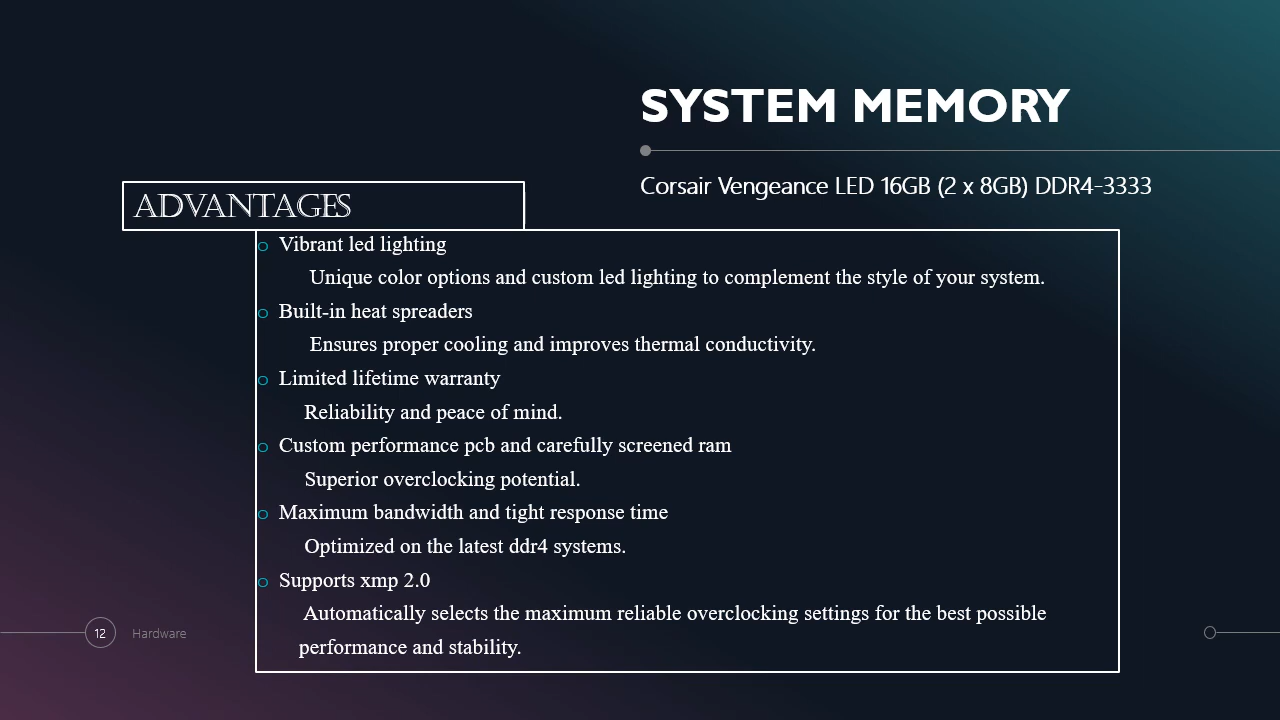 SYSTEM MEMORY
Corsair Vengeance LED 16GB (2 x 8GB) DDR4-3333
ADVANTAGES
o Vibrant led lighting
Unique color options and custom led lighting to complement the style of your system.
o Built-in heat spreaders
Ensures proper cooling and improves thermal conductivity.
o Limited lifetime warranty
Reliability and peace of mind.
o Custom performance pcb and carefully screened ram
Superior overclocking potential.
o Maximum bandwidth and tight response time
Optimized on the latest ddr4 systems.
o Supports xmp 2.0
Automatically selects the maximum reliable overclocking settings for the best possible
performance and stability.
12 Hardware